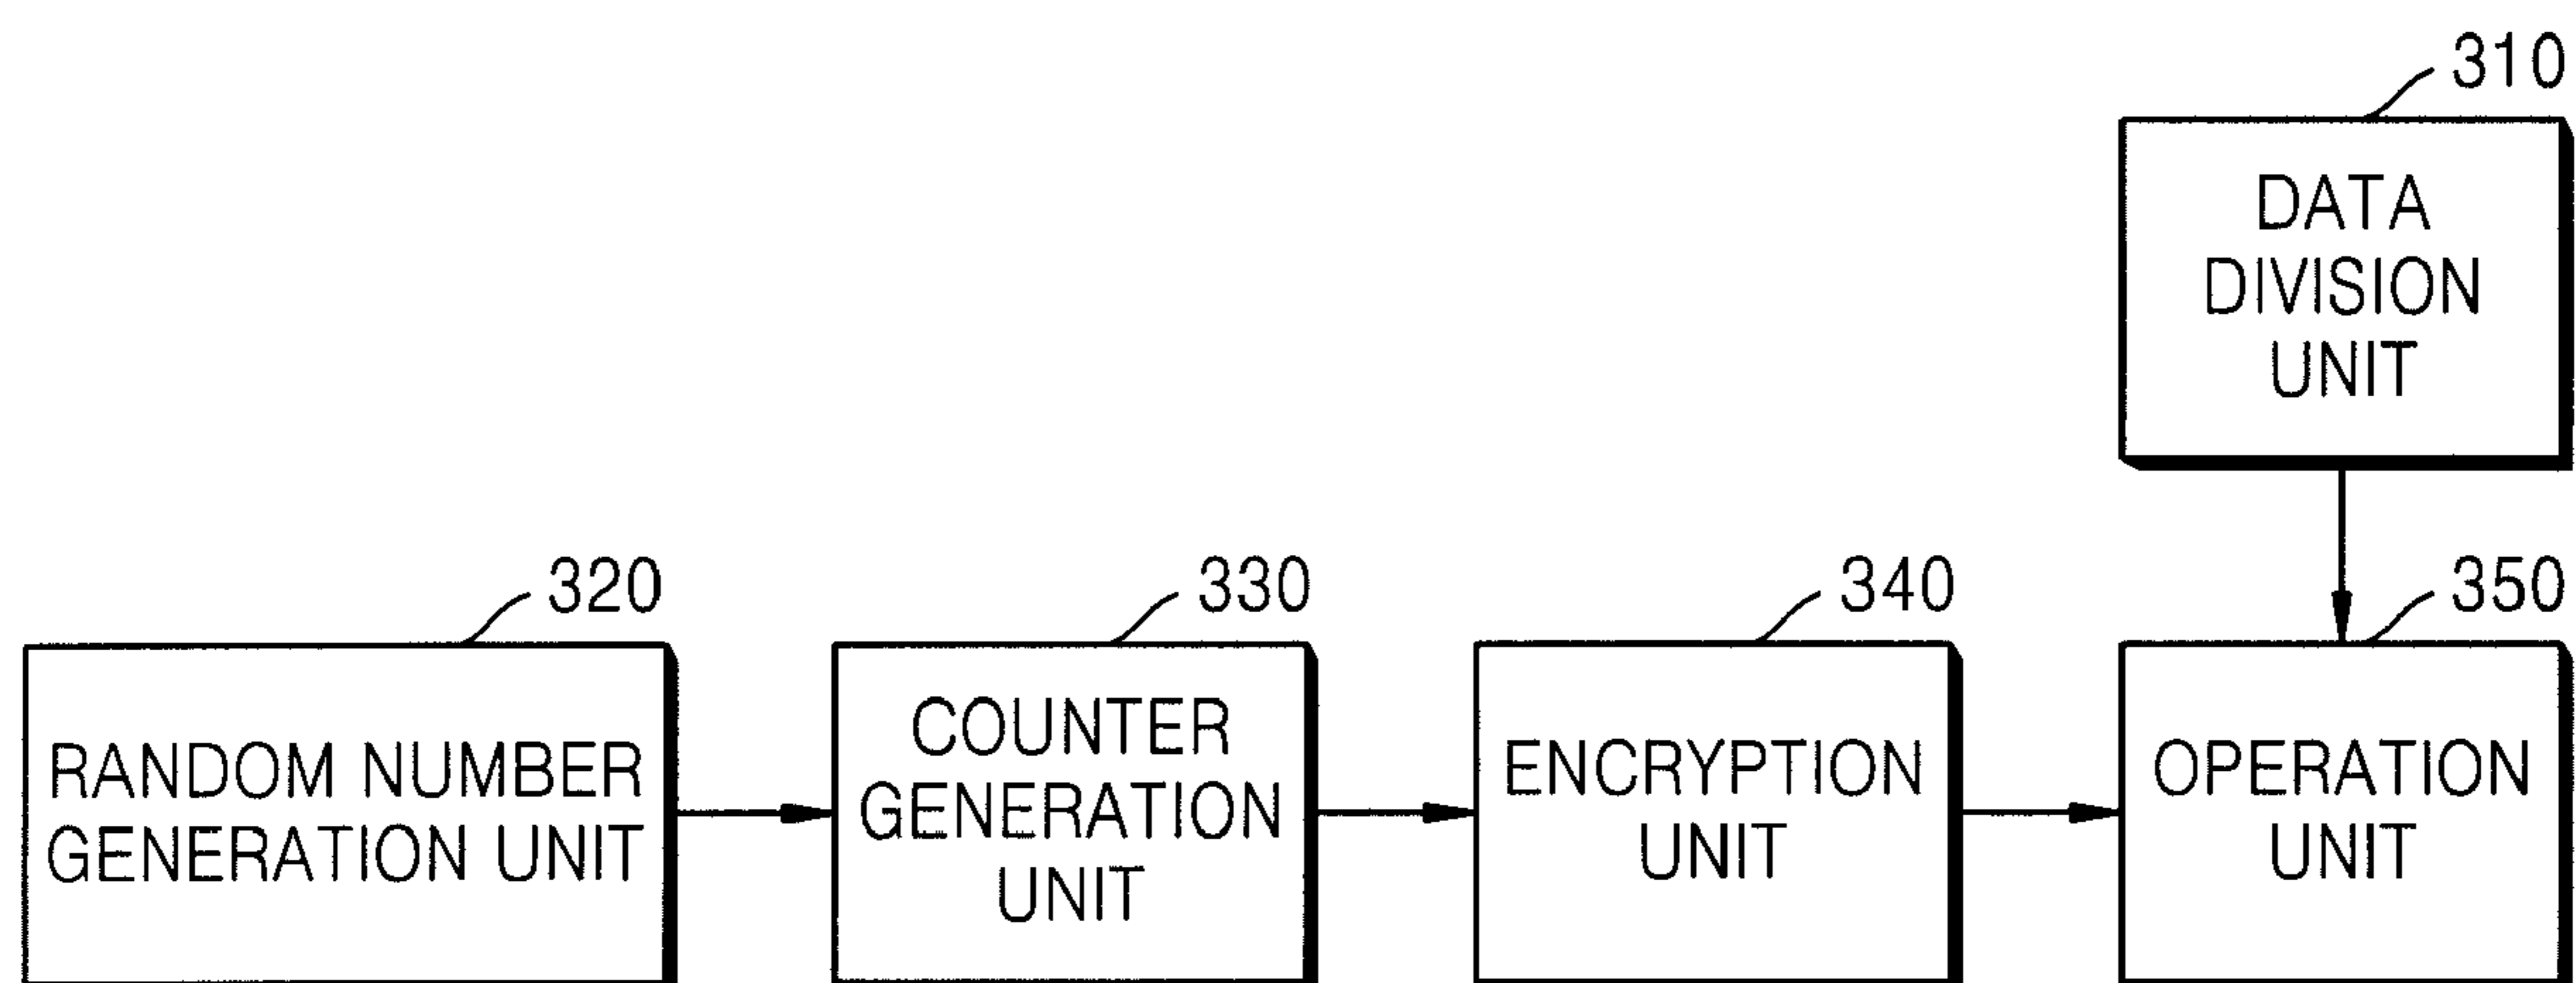 310
DATA
DIVISION
UNIT
320
RANDOM NUMBER
GENERATION UNIT
330
COUNTER
GENERATION
UNIT
340
ENCRYPTION
UNIT
350
OPERATION
UNIT